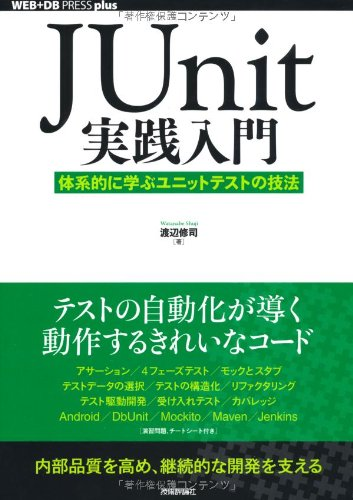 WEB+DB PRESS plus
「著作権保護コンテンツ」
JUnit
実践入門
体系的に学ぶユニットテストの技法
Watanabe Shuji
渡辺修司
[著]
テストの自動化が導く
動作するきれいなコード
アサーション／4フェーズテスト／モックとスタブ
テストデータの選択／テストの構造化／リファクタリング
テスト駆動開発／受け入れテスト／カバレッジ
Android／DbUnit／Mockito／Maven／Jenkins
[演習問題、チートシート付き]
内部品質を高め、継続的な開発を支える
「著作権保護コンテンツ」
技術評論社